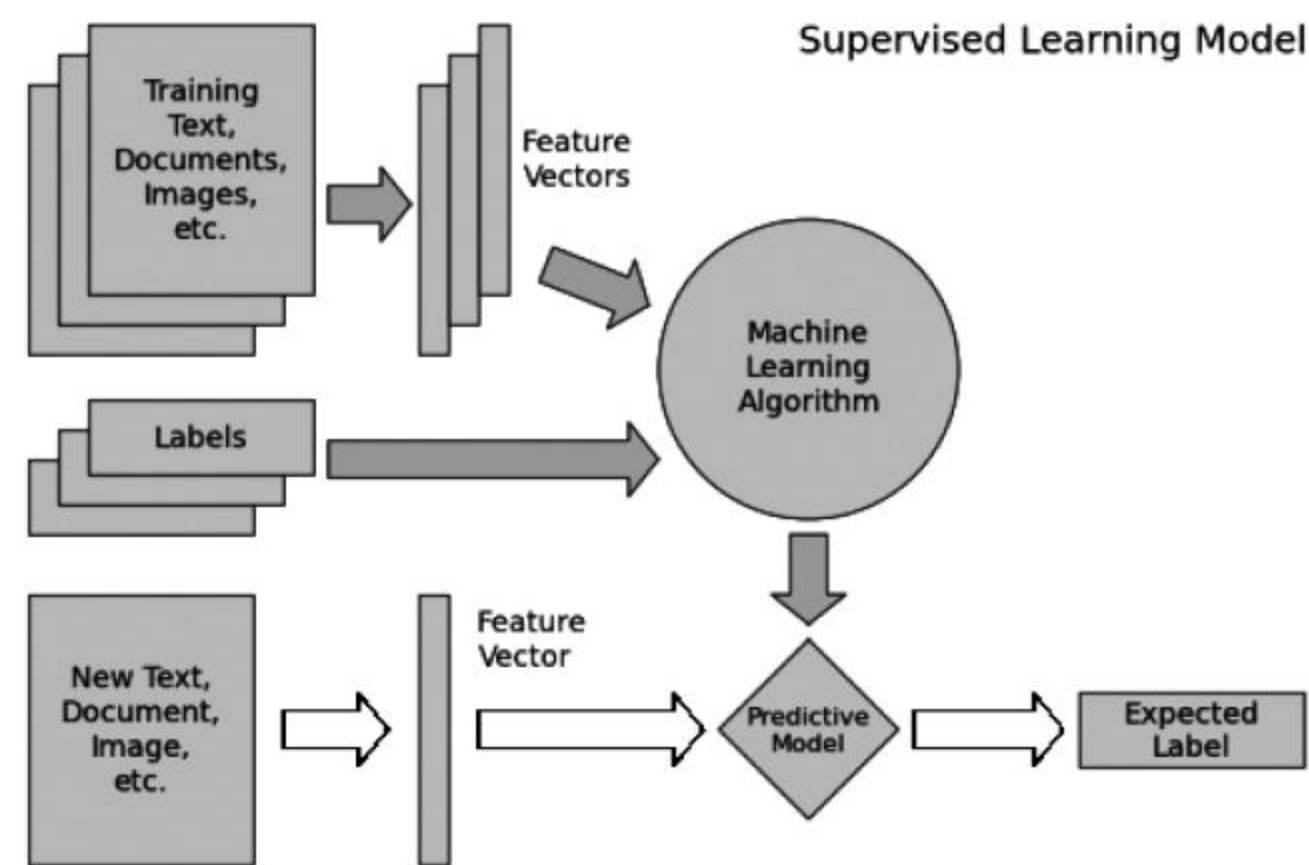 Supervised Learning Model
Training
Text,
Documents,
Images,
etc.
Feature
Vectors
Machine
Learning
Algorithm
Labels
New Text,
Document,
Image,
etc.
Feature
Vector
Predictive
Model
Expected
Label